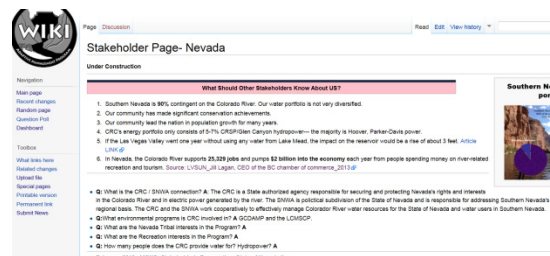 WIKI
Page Discussion Read Edit View history
Stakeholder Page- Nevada
Under Construction
Navigation
Main page
Recent changes
Random page
Question Poll
Dashboard
Toolbox
What links here
Related changes
Upload file
Special pages
Printable version
Permanent link
Submit News
What Should Other Stakeholders Know About US?
1. Southern Nevada is 90% contingent on the Colorado River. Our water portfolio is not very diversified.
2. Our community has made significant conservation achievements.
3. Our community lead the nation in population growth for many years.
4. CRC's energy portfolio only consists of 5-7% CRSP/Glen Canyon hydropower— the majority is Hoover, Parker-Davis power.
5. If the Las Vegas Valley went one year without using any water from Lake Mead, the impact on the reservoir would be a rise of about 3 feet. Article
LINK
6. In Nevada, the Colorado River supports 25,329 jobs and pumps $2 billion into the economy each year from people spending money on river-related
recreation and tourism. Source: LVSUN_Jill Lagan, CEO of the BC chamber of commerce_2013
Southern N
por
Q: What is the CRC / SNWA connection? A: The CRC is a State authorized agency responsible for securing and protecting Nevada's rights and interests
in the Colorado River and in electric power generated by the river. The SNWA is policitical subdivision of the State of Nevada and is responsible for addressing Southern Nevada's
regional basis. The CRC and the SNWA work cooperatively to effectively manage Colorador River water resources for the State of Nevada and water users in Southern Nevada.
Q:What environmental programs is CRC involved in? A GCDAMP and the LCMSCP.
Q: What are the Nevada Tribal interests in the Program? A
Q: What are the Recreation interests in the Program? A
Q: How many people does the CRC provide water for? Hydropower? A